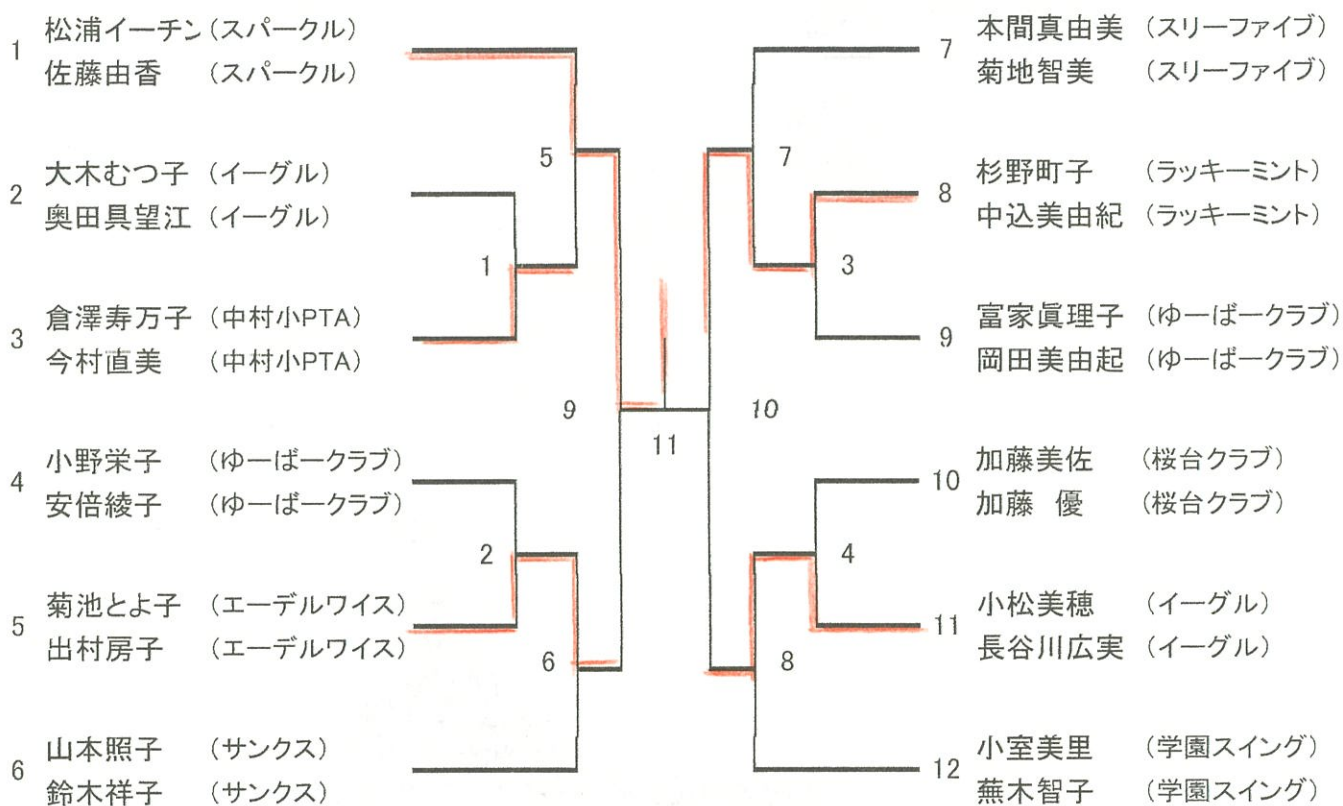 1
松浦イーチン(スパークル)
佐藤由香 (スパークル)
2
大木むつ子 (イーグル)
奥田具望江 (イーグル)
3
倉澤寿万子 (中村小PTA)
今村直美 (中村小PTA)
4
小野栄子 (ゆーばークラブ)
安倍綾子 (ゆーばークラブ)
5
菊池とよ子 (エーデルワイス)
出村房子 (エーデルワイス)
6
山本照子 (サンクス)
鈴木祥子 (サンクス)
5
1
9
2
6
11
7
3
10
4
8
7
本間真由美 (スリーファイブ)
菊地智美 (スリーファイブ)
8
杉野町子 (ラッキーミント)
中込美由紀 (ラッキーミント)
9
富家眞理子 (ゆーばークラブ)
岡田美由起 (ゆーばークラブ)
10
加藤美佐 (桜台クラブ)
加藤 優 (桜台クラブ)
11
小松美穂 (イーグル)
長谷川広実 (イーグル)
12
小室美里 (学園スイング)
蕪木智子 (学園スイング)